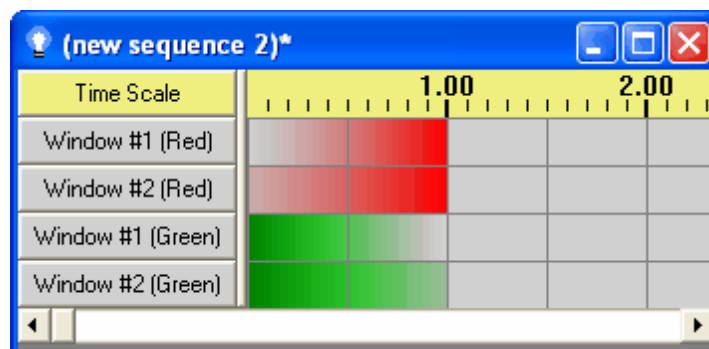 (new sequence 2)*
Time Scale 1.00 2.00
Window #1 (Red)
Window #2 (Red)
Window #1 (Green)
Window #2 (Green)